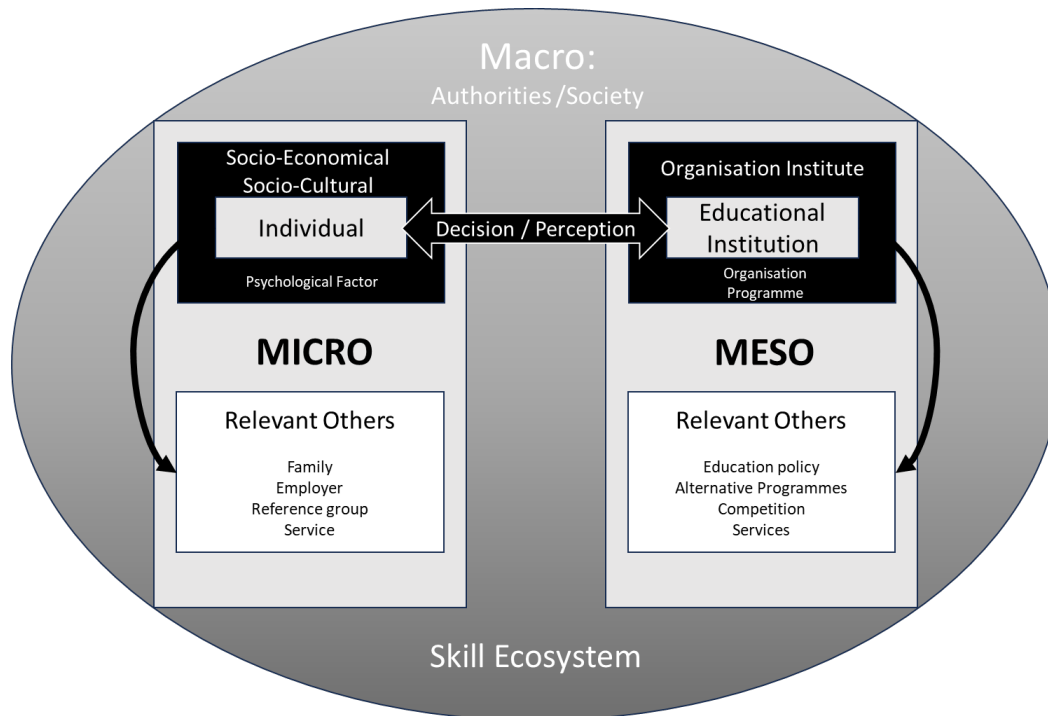 Macro:
Authorities /Society
Socio-Economical
Socio-Cultural
Individual
Psychological Factor
Decision / Perception
Organisation Institute
Educational
Institution
Organisation
Programme
MICRO
MESO
Relevant Others
Family
Employer
Reference group
Service
Relevant Others
Education policy
Alternative Programmes
Competition
Services
Skill Ecosystem